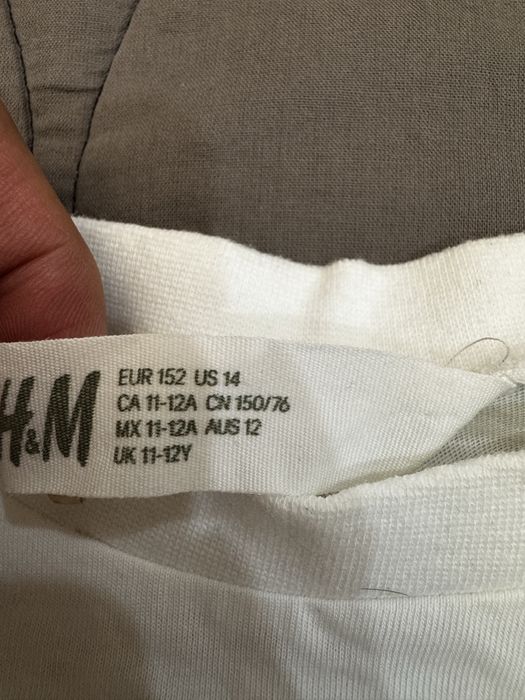 H&M
EUR 152 US 14
CA 11-12A CN 150/76
MX 11-12A AUS 12
UK 11-12Y